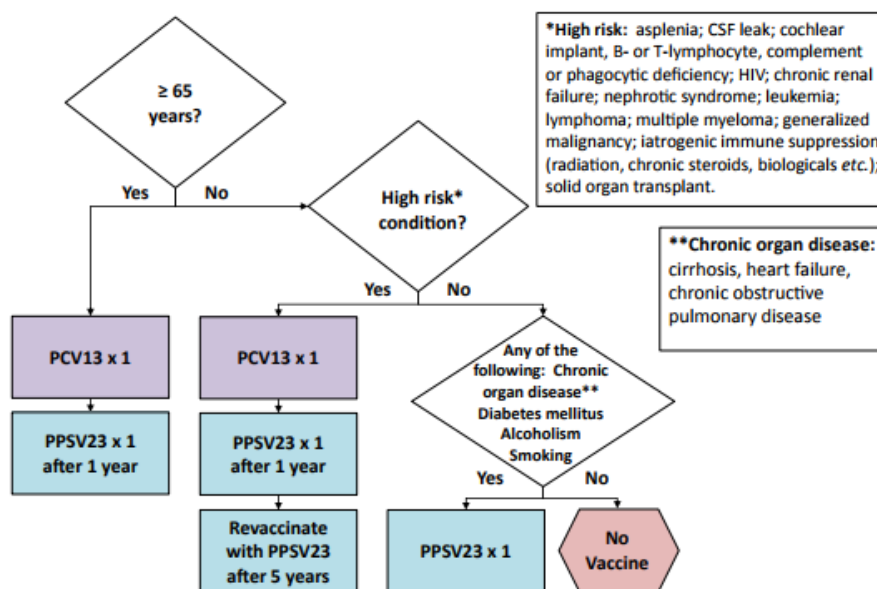 ≥ 65
years?
Yes
No
High risk*
condition?
Yes
No
*High risk: asplenia; CSF leak; cochlear
implant, B- or T-lymphocyte, complement
or phagocytic deficiency; HIV; chronic renal
failure; nephrotic syndrome; leukemia;
lymphoma; multiple myeloma; generalized
malignancy; iatrogenic immune suppression
(radiation, chronic steroids, biologicals etc.);
solid organ transplant.
**Chronic organ disease:
cirrhosis, heart failure,
chronic obstructive
pulmonary disease
PCV13 x 1
PPSV23 x 1
after 1 year
PCV13 x 1
PPSV23 x 1
after 1 year
Revaccinate
with PPSV23
after 5 years
Any of the
following: Chronic
organ disease**
Diabetes mellitus
Alcoholism
Smoking
Yes
No
PPSV23 x 1
No
Vaccine